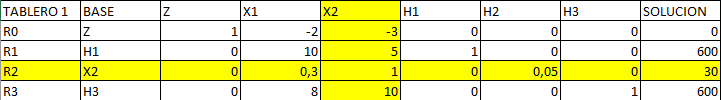 TABLERO 1 BASE Z X1 X2 H1 H2 H3 SOLUCION
R0 Z 1 -2 -3 0 0 0 0
R1 H1 0 10 5 1 0 0 600
R2 X2 0 0,3 1 0 0,05 0 30
R3 H3 0 8 10 0 0 1 600